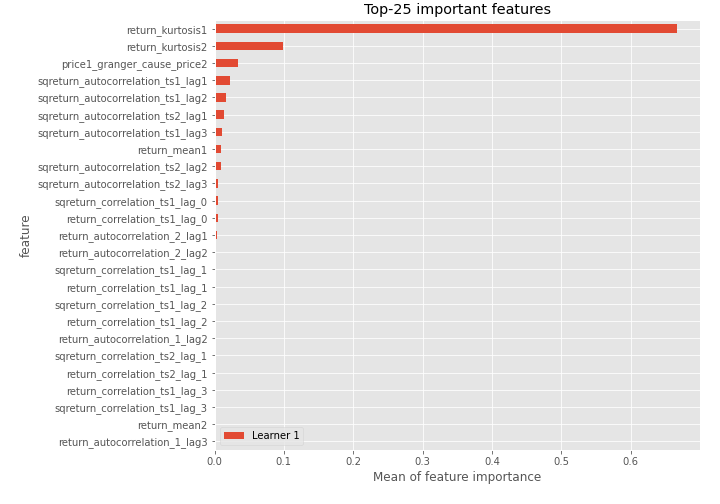 Top-25 important features
return_kurtosis1
return_kurtosis2
price1_granger_cause_price2
sqreturn_autocorrelation_ts1_lag1
sqreturn_autocorrelation_ts1_lag2
sqreturn_autocorrelation_ts2_lag1
sqreturn_autocorrelation_ts1_lag3
return_mean1
sqreturn_autocorrelation_ts2_lag2
sqreturn_autocorrelation_ts2_lag3
sqreturn_correlation_ts1_lag_0
return_correlation_ts1_lag_0
return_autocorrelation_2_lag1
return_autocorrelation_2_lag2
sqreturn_correlation_ts1_lag_1
return_correlation_ts1_lag_1
sqreturn_correlation_ts1_lag_2
return_correlation_ts1_lag_2
return_autocorrelation_1_lag2
sqreturn_correlation_ts2_lag_1
return_correlation_ts2_lag_1
return_correlation_ts1_lag_3
sqreturn_correlation_ts1_lag_3
return_mean2
return_autocorrelation_1_lag3
feature
Learner 1
0.0 0.1 0.2 0.3 0.4 0.5 0.6
Mean of feature importance